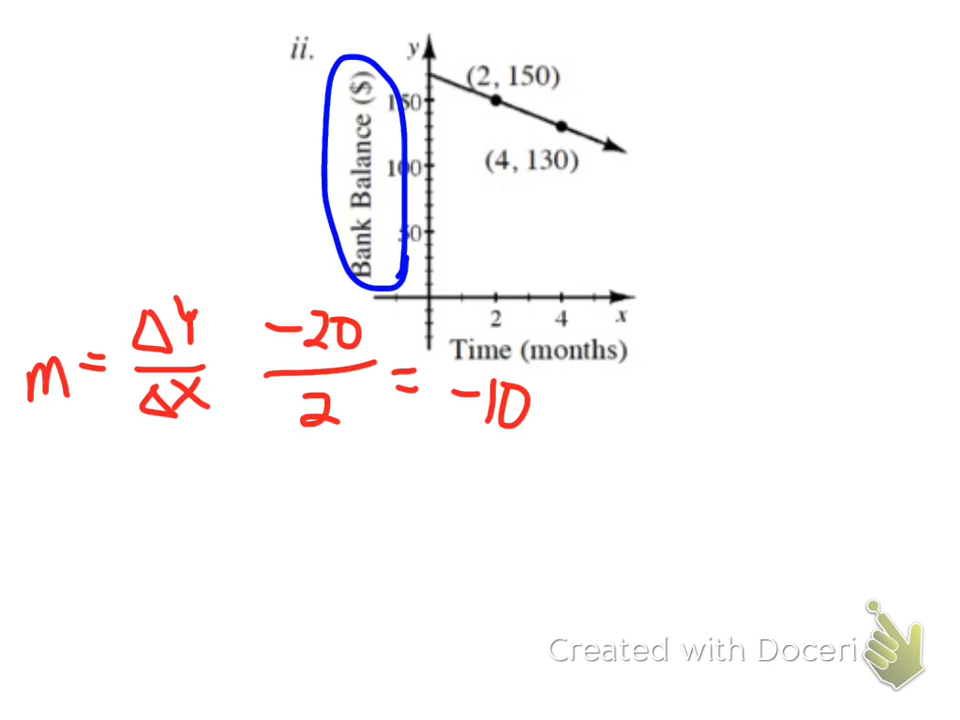 ii.
y
Bank Balance ($)
(2, 150)
150
(4, 130)
100
50
2 4 x
Time (months)
m = ΔY/ΔX -20/2 = -10
Created with Doceri